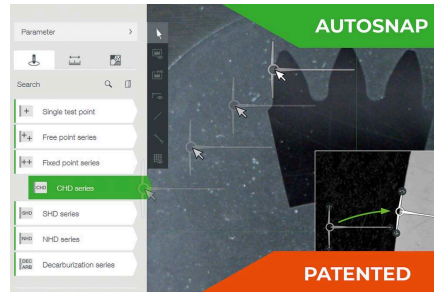 AUTOSNAP
Parameter
Search
Single test point
Free point series
Fixed point series
CHD CHD series
SHD SHD series
NHD NHD series
DEC
CARB Decarburization series
PATENTED